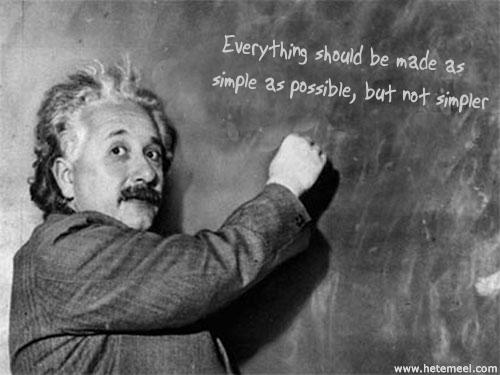 Everything should be made as
simple as possible, but not simpler
www.hetemeel.com